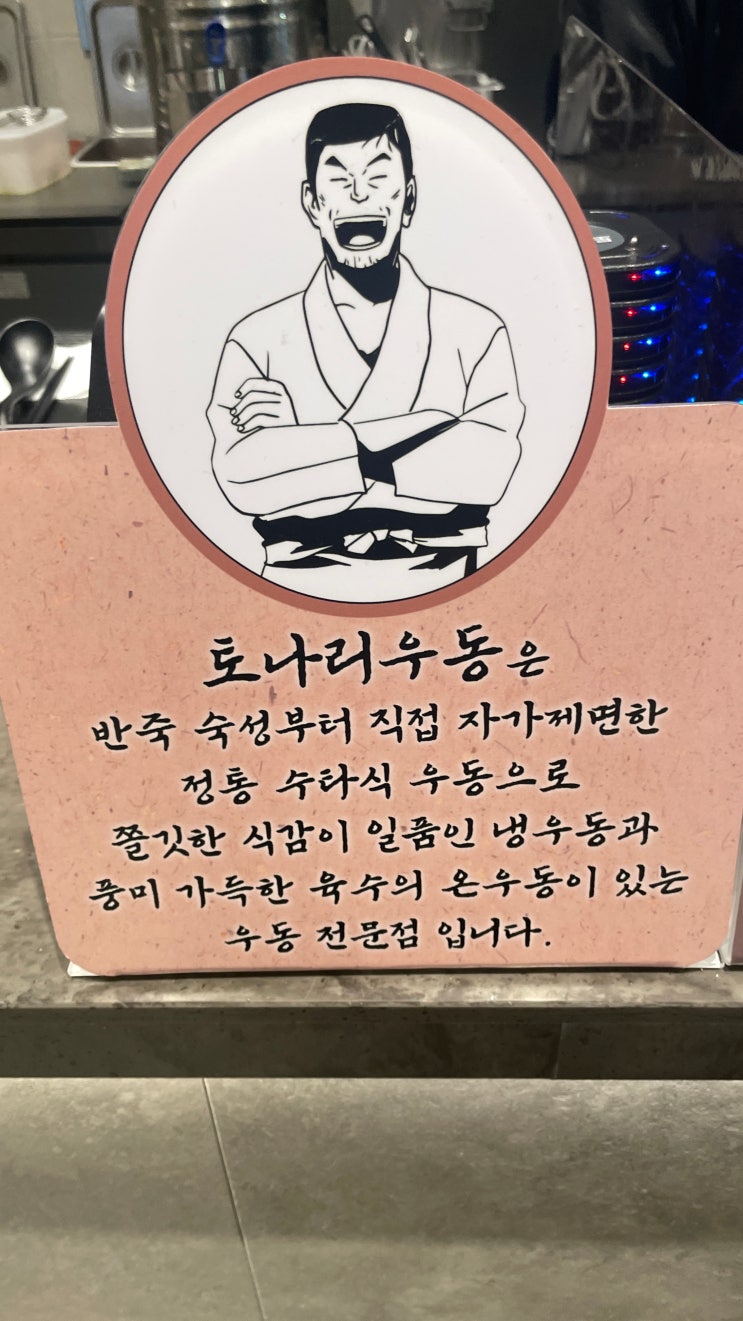 토나리우동은
반죽 숙성부터 직접 자가제면한
정통 수타식 우동으로
쫄깃한 식감이 일품인 냉우동과
풍미 가득한 육수의 온우동이 있는
우동 전문점 입니다.